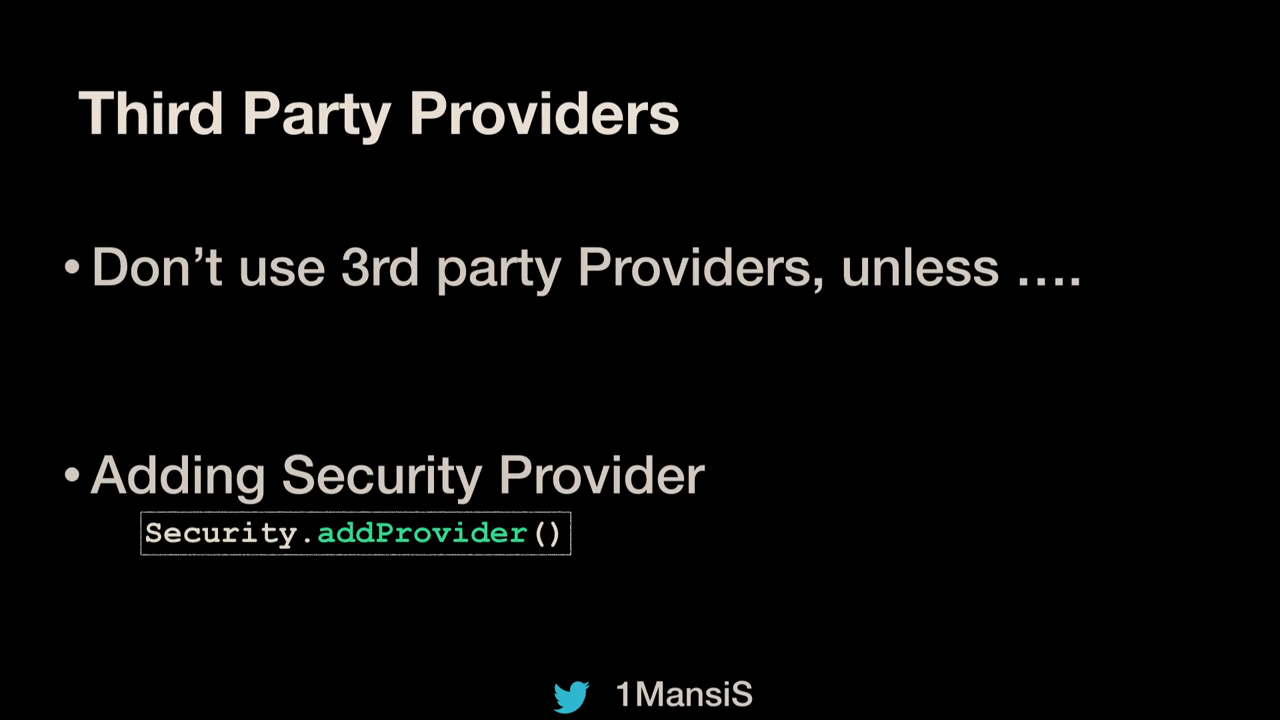 Third Party Providers
• Don’t use 3rd party Providers, unless ….
• Adding Security Provider
Security.addProvider()
1MansiS